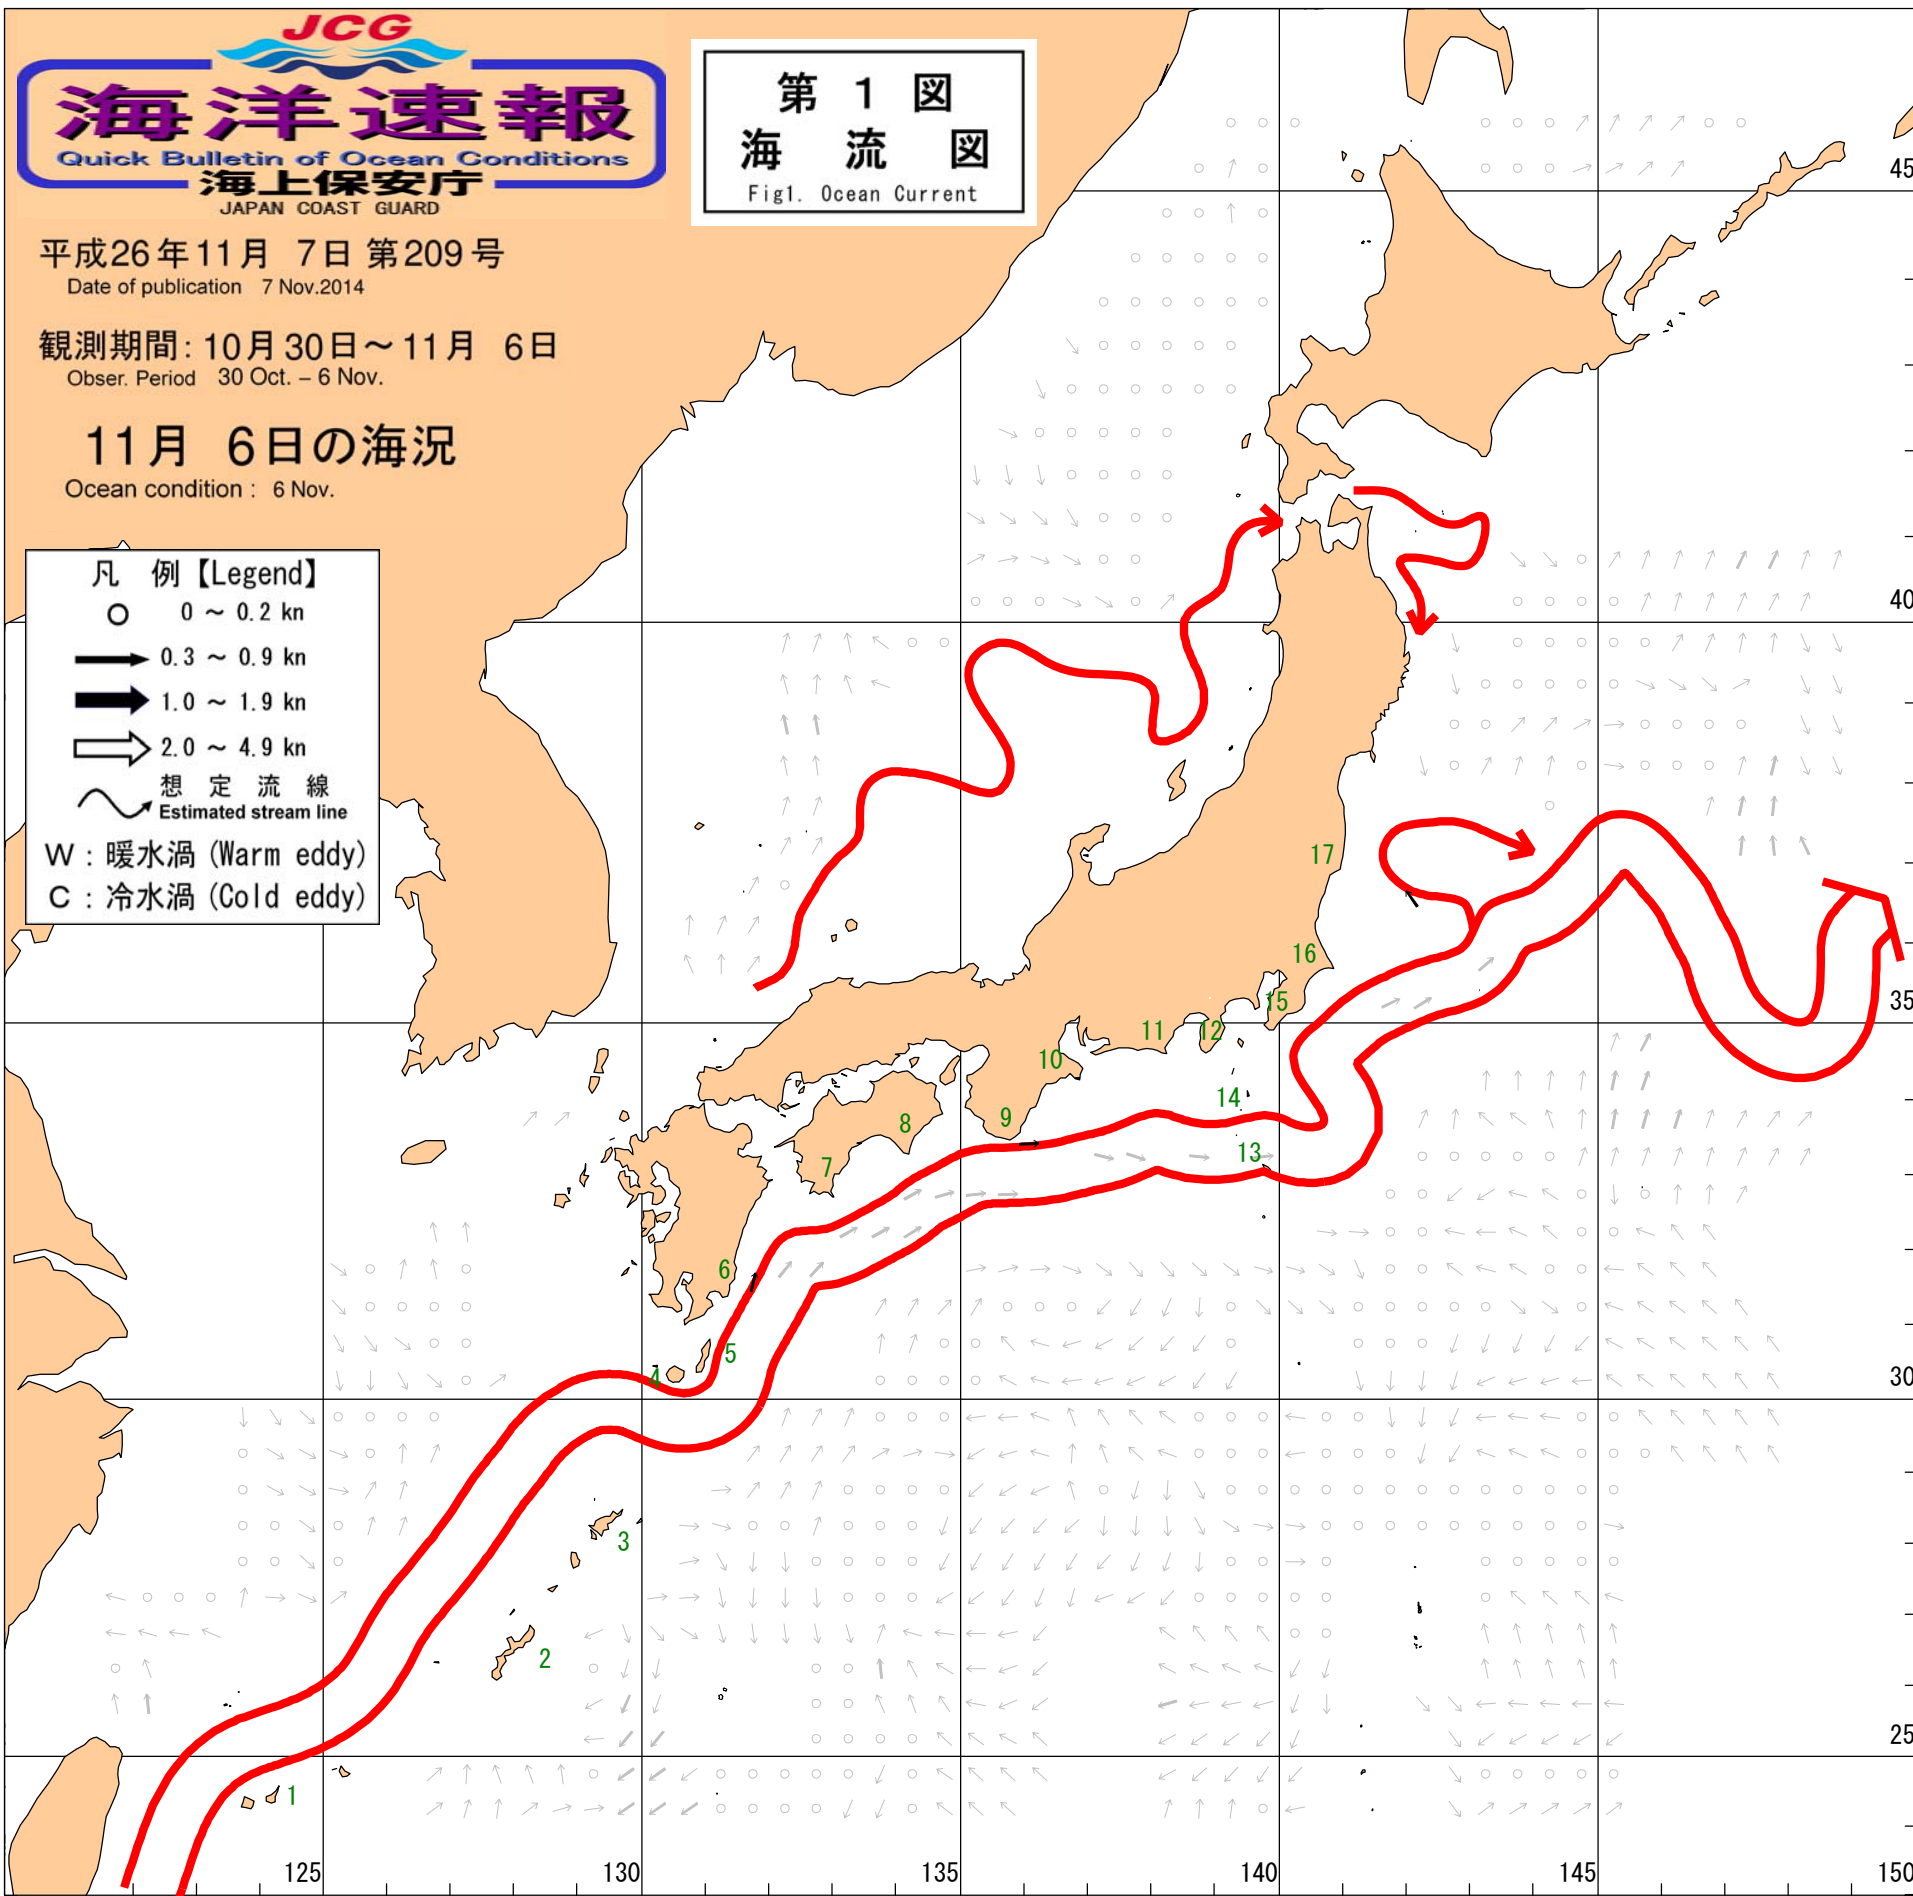 JCG
海洋速報
Quick Bulletin of Ocean Conditions
海上保安庁
JAPAN COAST GUARD
平成26年11月 7日 第209号
Date of publication 7 Nov.2014
観測期間: 10月30日～11月 6日
Obser. Period 30 Oct. – 6 Nov.
11月 6日の海況
Ocean condition : 6 Nov.
第 1 図
海 流 図
Fig1. Ocean Current
凡 例【Legend】
0 ～ 0.2 kn
0.3 ～ 0.9 kn
1.0 ～ 1.9 kn
2.0 ～ 4.9 kn
想 定 流 線
Estimated stream line
W : 暖水渦 (Warm eddy)
C : 冷水渦 (Cold eddy)
45
40
17
16
35
15
12
11
10
14
9
8
13
7
6
5
4
30
3
2
25
1
125
130
135
140
145
150